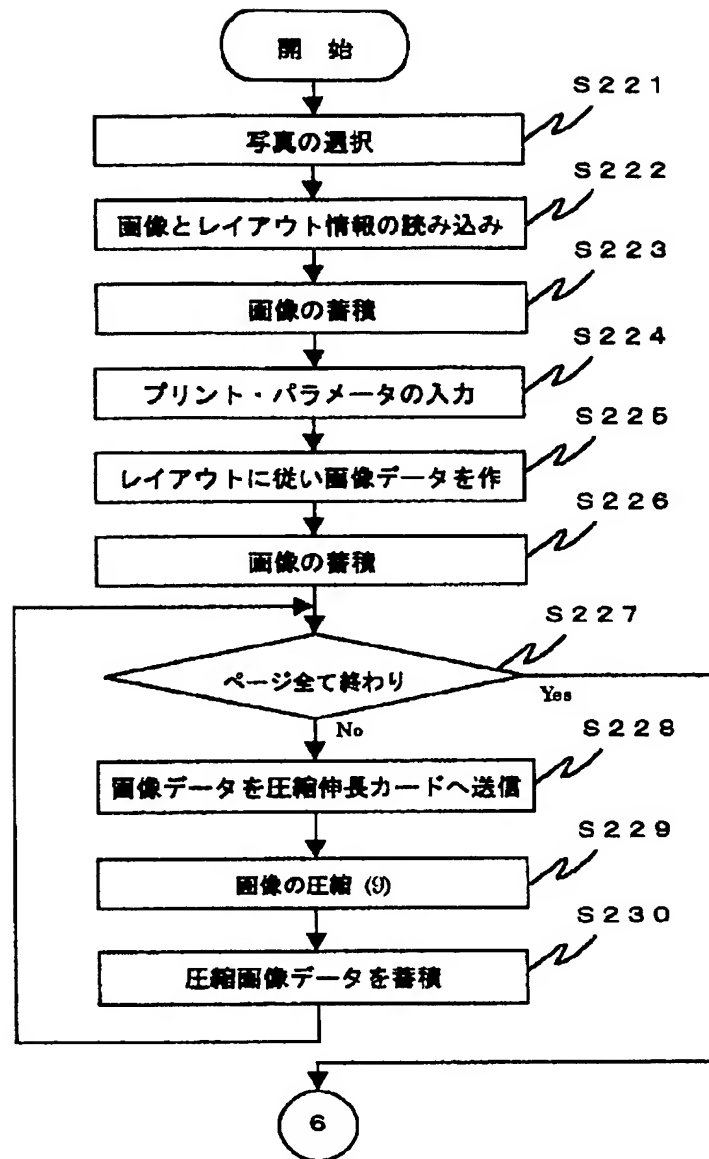 開 始
S221
写真の選択
S222
画像とレイアウト情報の読み込み
S223
画像の蓄積
S224
プリント・パラメータの入力
S225
レイアウトに従い画像データを作
S226
画像の蓄積
S227
ページ全て終わり
Yes
No
S228
画像データを圧縮伸長カードへ送信
S229
画像の圧縮 (9)
S230
圧縮画像データを蓄積
6